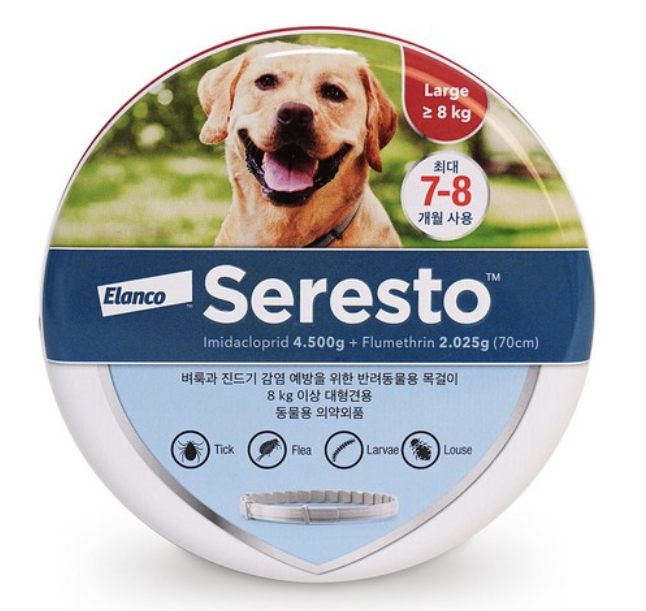 Large
≥ 8 kg
최대
7-8
개월 사용
Elanco™
Seresto™
Imidacloprid 4.500g + Flumethrin 2.025g (70cm)
벼룩과 진드기 감염 예방을 위한 반려동물용 목걸이
8 kg 이상 대형견용
동물용 의약외품
Tick Flea Larvae Louse